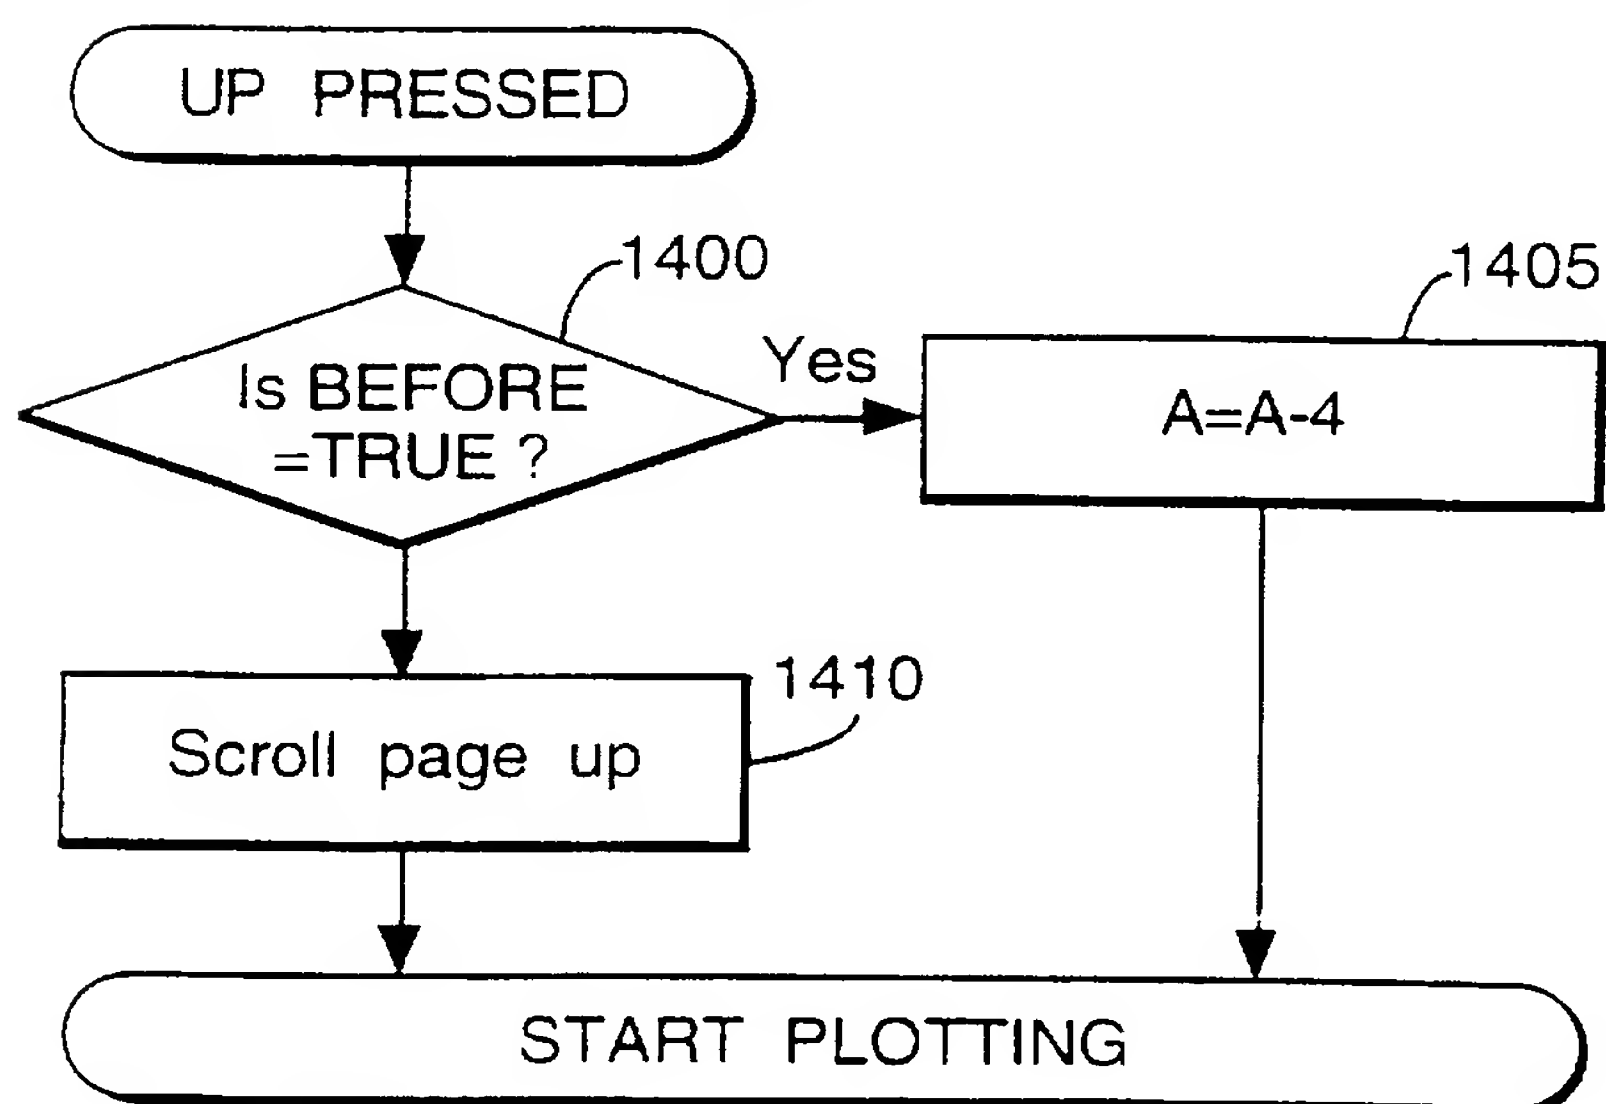 UP PRESSED
1400
1405
Is BEFORE
=TRUE ?
Yes
A=A-4
1410
Scroll page up
START PLOTTING